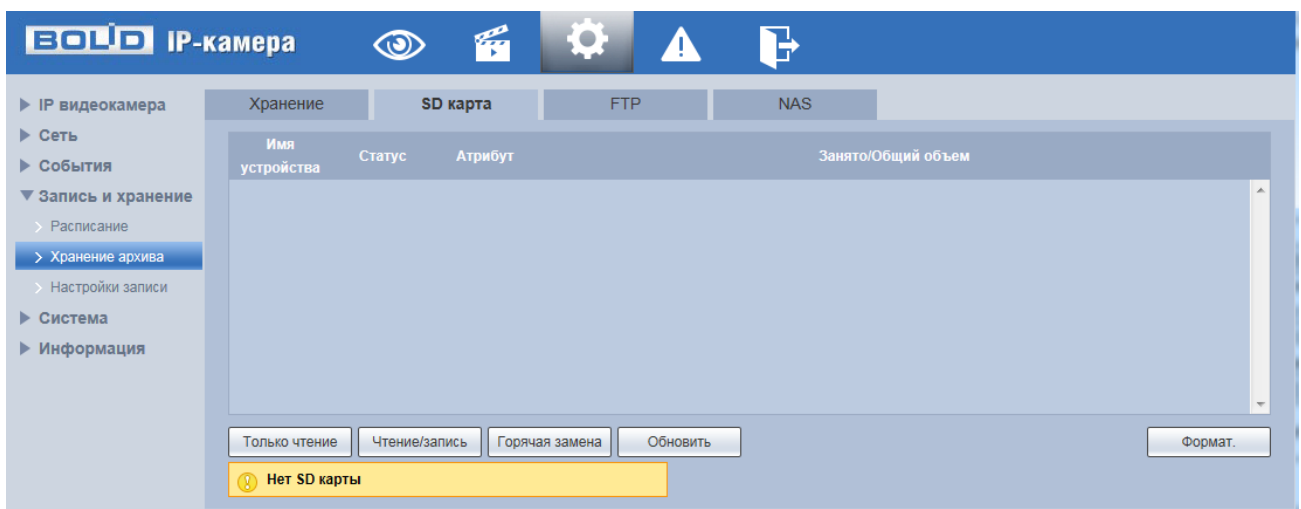 BOLID IP-камера
IP видеокамера
Сеть
События
Запись и хранение
Расписание
Хранение архива
Настройки записи
Система
Информация
Хранение SD карта FTP NAS
Имя
устройства Статус Атрибут Занято/Общий объем
Только чтение Чтение/запись Горячая замена Обновить Формат.
Нет SD карты